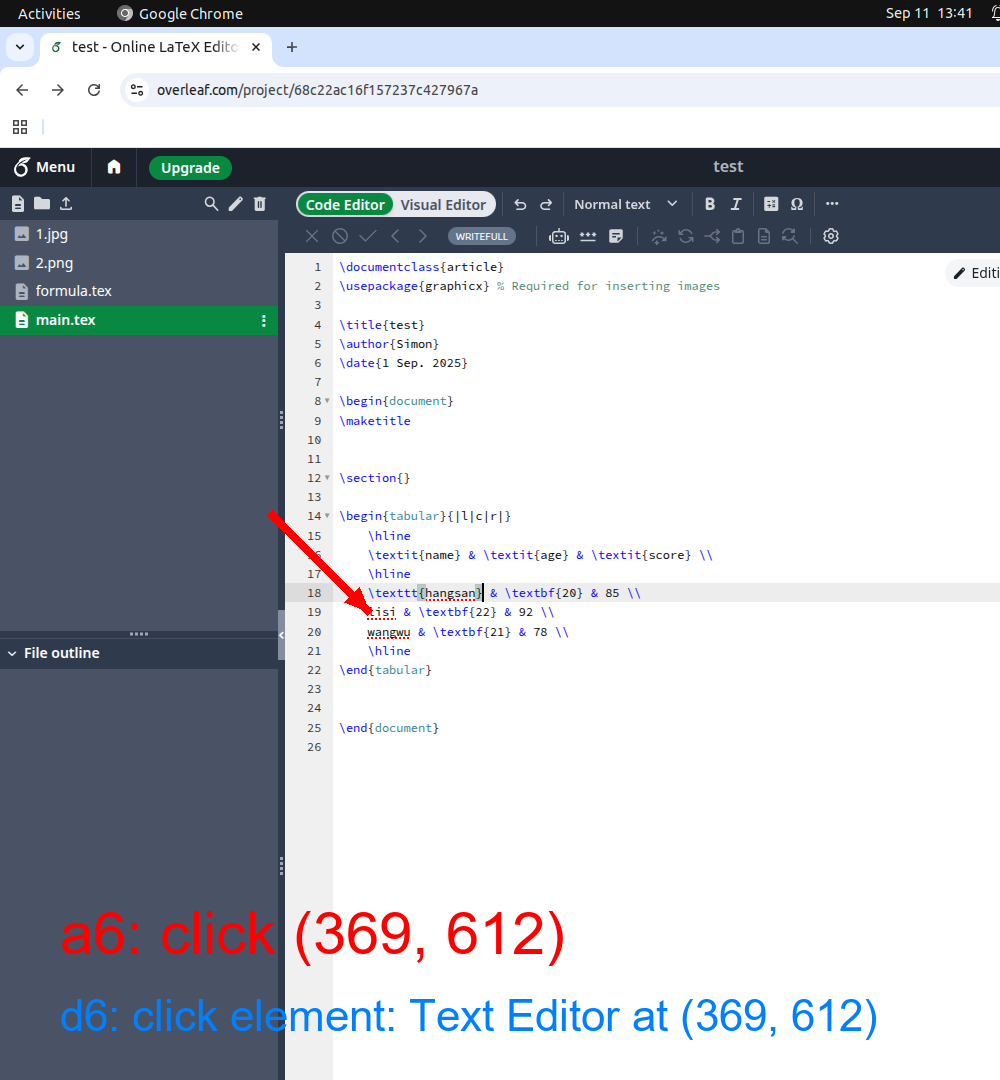 Activities Google Chrome Sep 11 13:41
test - Online LaTeX Edito
overleaf.com/project/68c22ac16f157237c427967a
Menu Upgrade test
Code Editor Visual Editor Normal text B I Ω
WRITEFULL
1.jpg
2.png
formula.tex
main.tex
File outline
Editi
1 \documentclass{article}
2 \usepackage{graphicx} % Required for inserting images
3
4 \title{test}
5 \author{Simon}
6 \date{1 Sep. 2025}
7
8 \begin{document}
9 \maketitle
10
11
12 \section{}
13
14 \begin{tabular}{|l|c|r|}
15 \hline
16 \textit{name} & \textit{age} & \textit{score} \\
17 \hline
18 \texttt{hangsan} & \textbf{20} & 85 \\
19 lisi & \textbf{22} & 92 \\
20 wangwu & \textbf{21} & 78 \\
21 \hline
22 \end{tabular}
23
24
25 \end{document}
26
a6: click (369, 612)
d6: click element: Text Editor at (369, 612)